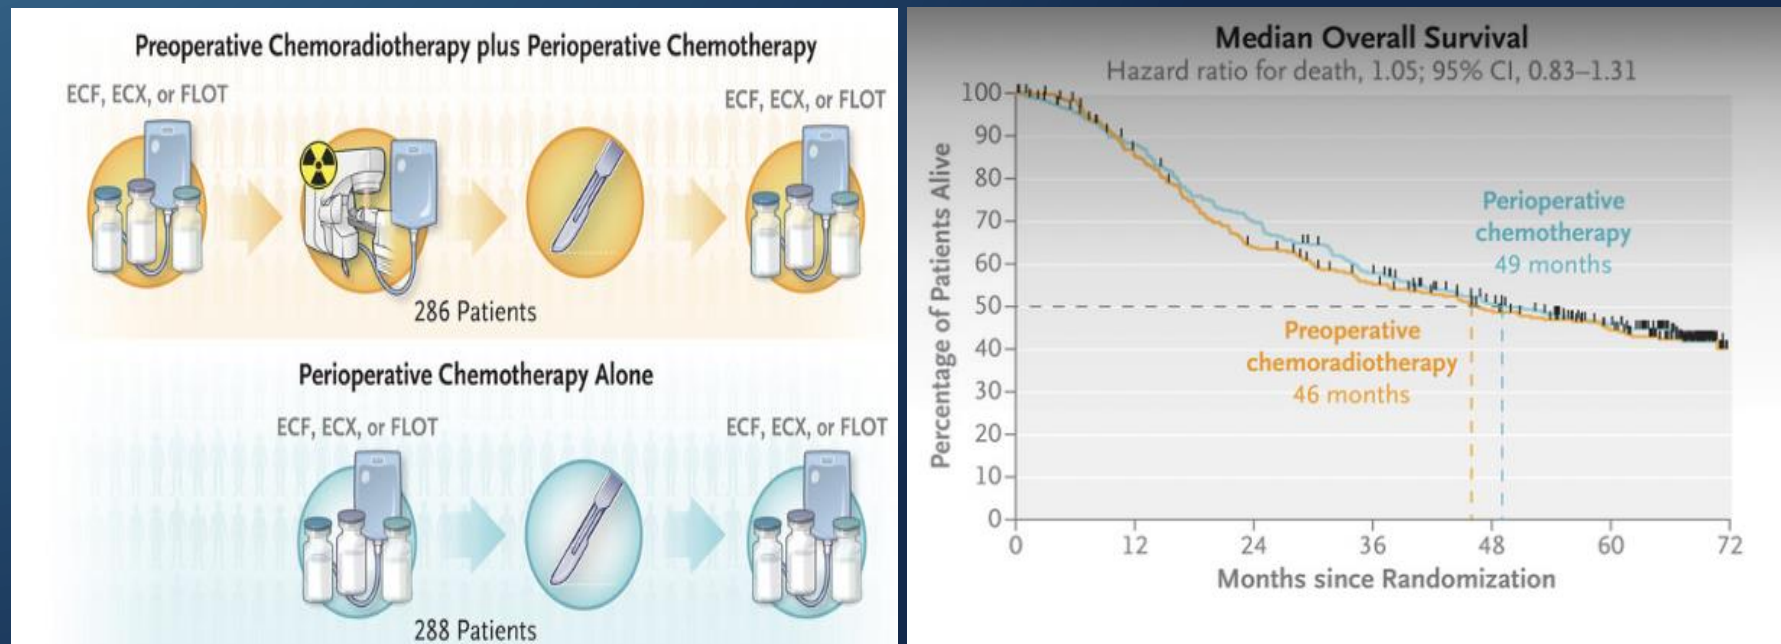 Preoperative Chemoradiotherapy plus Perioperative Chemotherapy
ECF, ECX, or FLOT
ECF, ECX, or FLOT
286 Patients
Perioperative Chemotherapy Alone
ECF, ECX, or FLOT
ECF, ECX, or FLOT
288 Patients
Median Overall Survival
Hazard ratio for death, 1.05; 95% CI, 0.83–1.31
Percentage of Patients Alive
100
90
80
70
60
50
40
30
20
10
0
Perioperative
chemotherapy
49 months
Preoperative
chemoradiotherapy
46 months
0 12 24 36 48 60 72
Months since Randomization